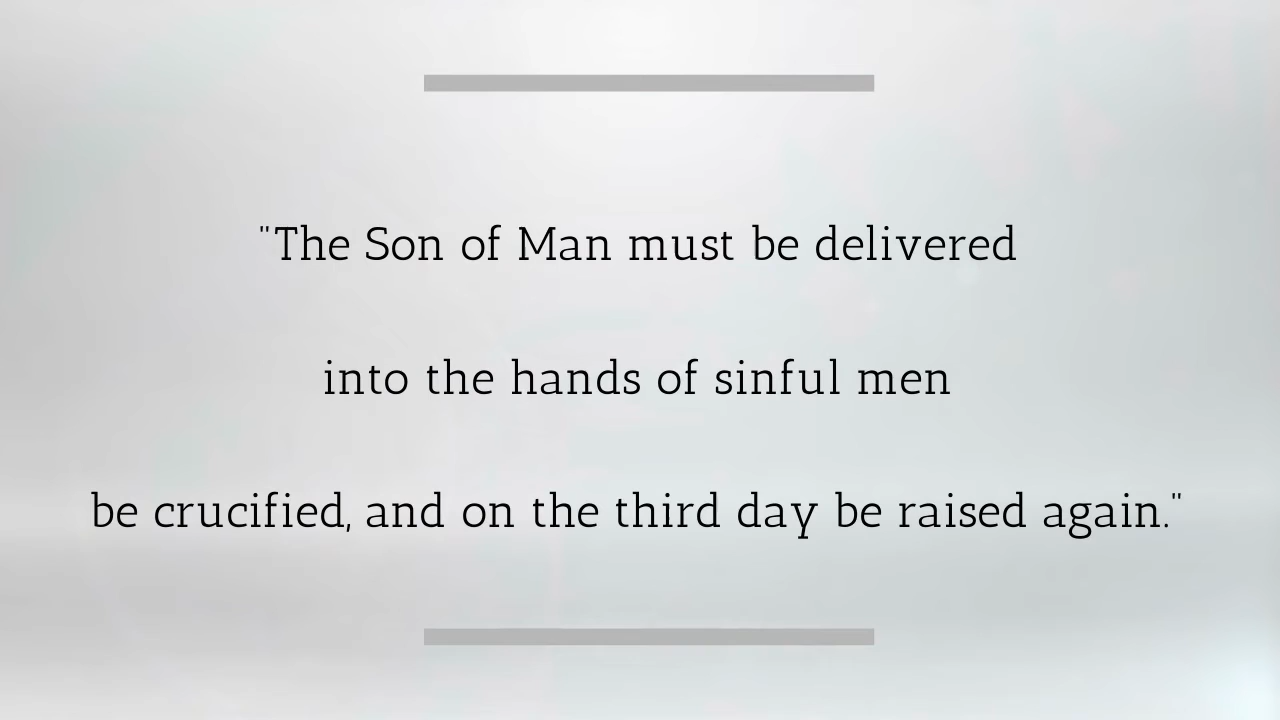 "The Son of Man must be delivered
into the hands of sinful men
be crucified, and on the third day be raised again."